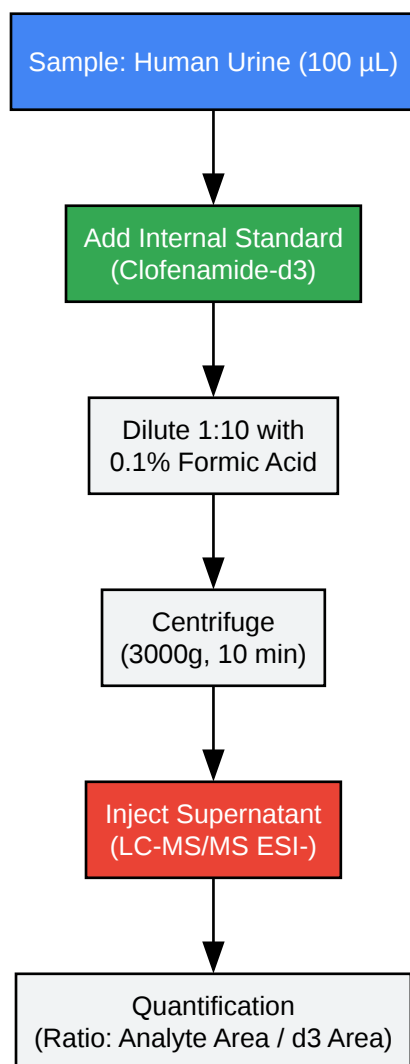 Sample: Human Urine (100 µL)
Add Internal Standard
(Clofenamide-d3)
Dilute 1:10 with
0.1% Formic Acid
Centrifuge
(3000g, 10 min)
Inject Supernatant
(LC-MS/MS ESI-)
Quantification
(Ratio: Analyte Area / d3 Area)